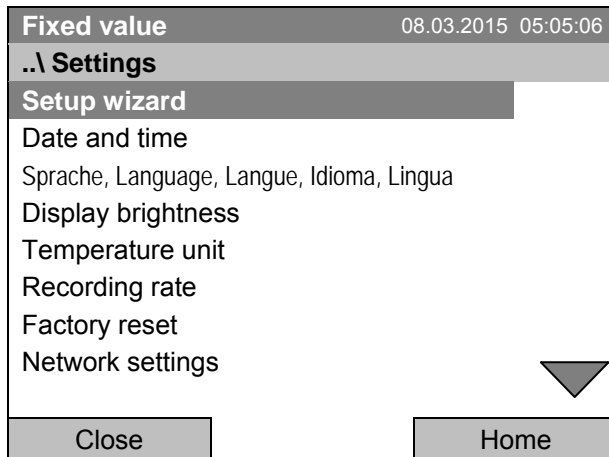 Fixed value 08.03.2015 05:05:06
..\ Settings
Setup wizard
Date and time
Sprache, Language, Langue, Idioma, Lingua
Display brightness
Temperature unit
Recording rate
Factory reset
Network settings
Close Home